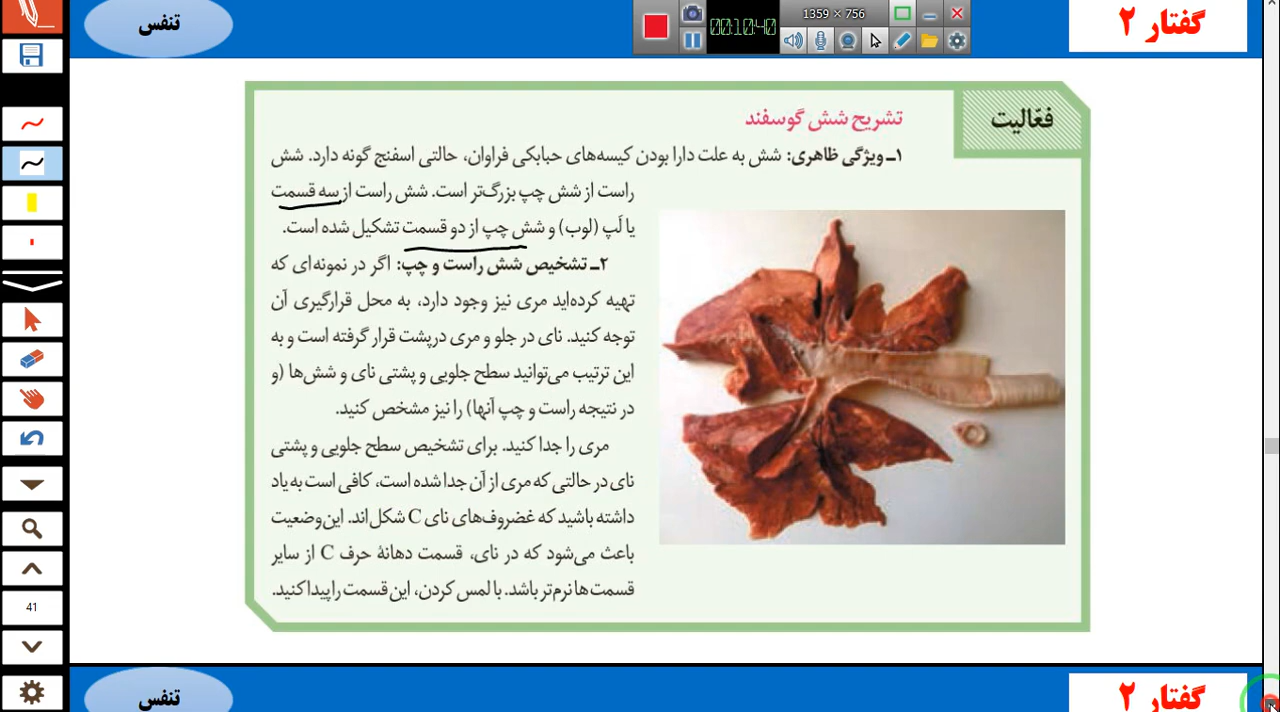 گفتار ۲
1359 × 756
00:10:40
تنفس
فعّالیت
تشریح شش گوسفند
۱ـ ویژگی ظاهری: شش به علت دارا بودن کیسه‌های حبابکی فراوان، حالتی اسفنج گونه دارد. شش
راست از شش چپ بزرگ‌تر است. شش راست از سه قسمت
یا لَپ (لوب) و شش چپ از دو قسمت تشکیل شده است.
۲ـ تشخیص شش راست و چپ: اگر در نمونه‌ای که
تهیه کرده‌اید مری نیز وجود دارد، به محل قرارگیری آن
توجه کنید. نای در جلو و مری درپشت قرار گرفته است و به
این ترتیب می‌توانید سطح جلویی و پشتی نای و شش‌ها (و
در نتیجه راست و چپ آنها) را نیز مشخص کنید.
مری را جدا کنید. برای تشخیص سطح جلویی و پشتی
نای در حالتی که مری از آن جدا شده است، کافی است به یاد
داشته باشید که غضروف‌های نای C شکل‌اند. این وضعیت
باعث می‌شود که در نای، قسمت دهانهٔ حرف C از سایر
قسمت‌ها نرم‌تر باشد. با لمس کردن، این قسمت را پیدا کنید.
41
گفتار ۲
تنفس